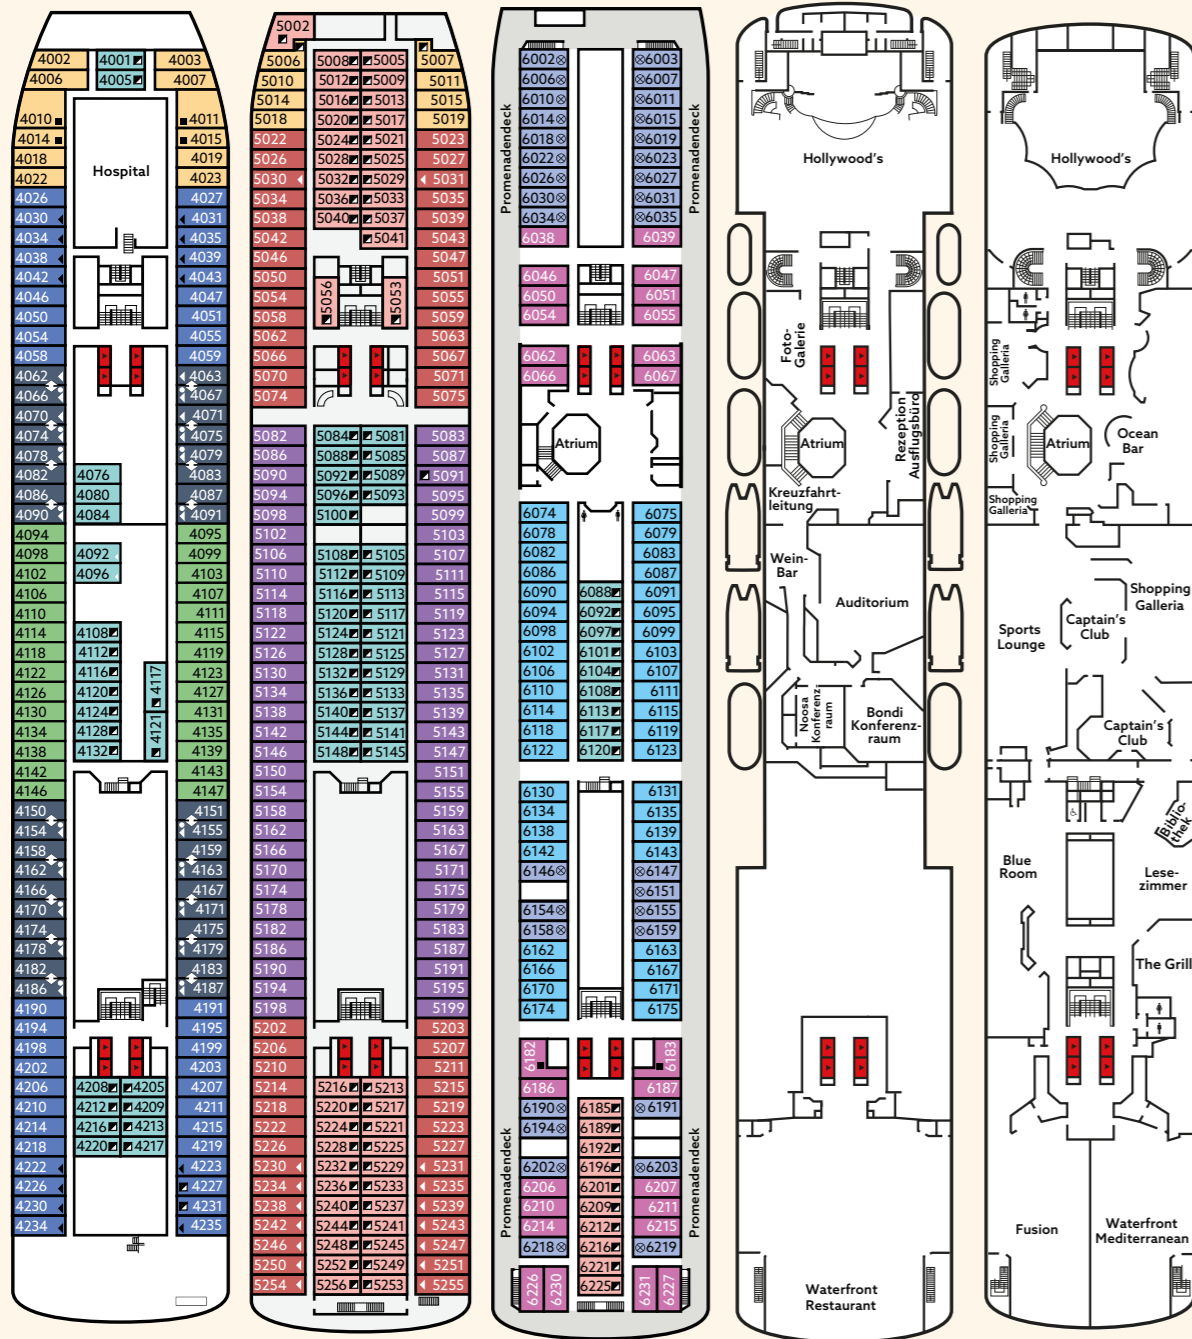 4002 4001 4003
4006 4005 4007
4010 4011
4014 4015
4018 4019
4022 4023
Hospital
4026 4027
4030 4031
4034 4035
4038 4039
4042 4043
4046 4047
4050 4051
4054 4055
4058 4059
4062 4063
4066 4067
4070 4071
4074 4075
4078 4079
4082 4076 4083
4086 4080 4087
4090 4084 4091
4094 4095
4098 4092 4099
4102 4096 4103
4106 4107
4110 4111
4114 4108 4115
4118 4112 4119
4122 4116 4117 4123
4126 4120 4127
4130 4124 4121 4131
4134 4128 4135
4138 4132 4139
4142 4143
4146 4147
4150 4151
4154 4155
4158 4159
4162 4163
4166 4167
4170 4171
4174 4175
4178 4179
4182 4183
4186 4187
4190 4191
4194 4195
4198 4199
4202 4203
4206 4208 4205 4207
4210 4212 4209 4211
4214 4216 4213 4215
4218 4220 4217 4219
4222 4223
4226 4227
4230 4231
4234 4235
5002
5006 5008 5005 5007
5010 5012 5009 5011
5014 5016 5013 5015
5018 5020 5017 5019
5022 5024 5021 5023
5026 5028 5025 5027
5030 5032 5029 5031
5034 5036 5033 5035
5038 5040 5037 5039
5042 5041 5043
5046 5047
5050 5051
5054 5056 5053 5055
5058 5059
5062 5063
5066 5067
5070 5071
5074 5075
5082 5084 5081 5083
5086 5088 5085 5087
5090 5092 5089 5091
5094 5096 5093 5095
5098 5100 5099
5102 5103
5106 5108 5105 5107
5110 5112 5109 5111
5114 5116 5113 5115
5118 5120 5117 5119
5122 5124 5121 5123
5126 5128 5125 5127
5130 5132 5129 5131
5134 5136 5133 5135
5138 5140 5137 5139
5142 5144 5141 5143
5146 5148 5145 5147
5150 5151
5154 5155
5158 5159
5162 5163
5166 5167
5170 5171
5174 5175
5178 5179
5182 5183
5186 5187
5190 5191
5194 5195
5198 5199
5202 5203
5206 5207
5210 5211
5214 5216 5213 5215
5218 5220 5217 5219
5222 5224 5221 5223
5226 5228 5225 5227
5230 5232 5229 5231
5234 5236 5233 5235
5238 5240 5237 5239
5242 5244 5241 5243
5246 5248 5245 5247
5250 5252 5249 5251
5254 5256 5253 5255
Promenadendeck
Promenadendeck
6002 6003
6006 6007
6010 6011
6014 6015
6018 6019
6022 6023
6026 6027
6030 6031
6034 6035
6038 6039
6046 6047
6050 6051
6054 6055
6062 6063
6066 6067
Atrium
6074 6075
6078 6079
6082 6083
6086 6087
6090 6088 6091
6094 6092 6095
6098 6097 6099
6102 6101 6103
6106 6104 6107
6110 6108 6111
6114 6113 6115
6118 6117 6119
6122 6120 6123
6130 6131
6134 6135
6138 6139
6142 6143
6146 6147
6151
6154 6155
6158 6159
6162 6163
6166 6167
6170 6171
6174 6175
6182 6183
6186 6187
6190 6185 6191
6194 6189
6192
6202 6196 6203
6206 6201 6207
6210 6209 6211
6214 6212 6215
6218 6216 6219
6221
6226 6230 6225 6231 6227
Promenadendeck
Promenadendeck
Hollywood's
Foto-
Galerie
Atrium
Rezeption
Ausflugsbüro
Kreuzfahrt-
leitung
Wein-
Bar
Auditorium
Noosa
Konferenz
raum
Bondi
Konferenz-
raum
Waterfront
Restaurant
Hollywood's
Shopping
Galleria
Shopping
Galleria
Atrium
Ocean
Bar
Shopping
Galleria
Shopping
Galleria
Captain's
Club
Sports
Lounge
Captain's
Club
Biblio-
thek
Blue
Room
Lese-
zimmer
The Grill
Fusion
Waterfront
Mediterranean